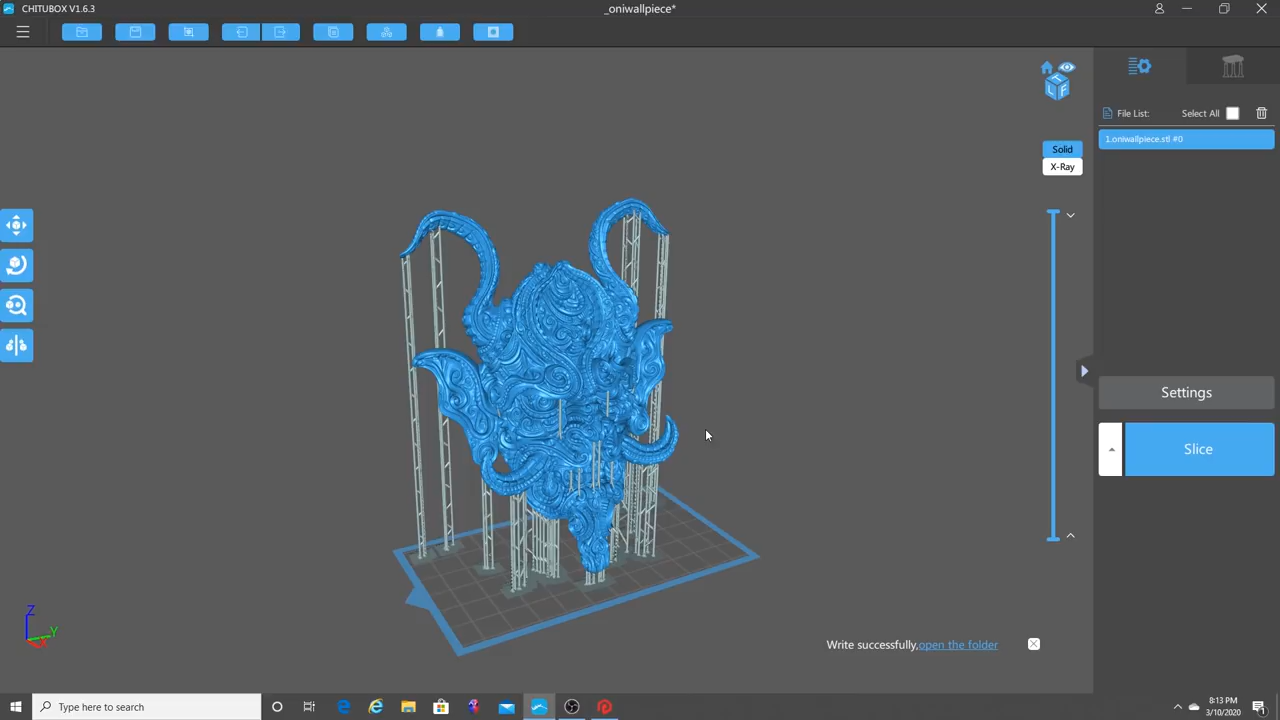 CHITUBOX V1.6.3
_oniwallpiece*
T
L F
File List:
Select All
1.oniwallpiece.stl #0
Solid
X-Ray
Settings
Slice
Z
Y
X
Write successfully,open the folder
Type here to search
8:13 PM
3/10/2020
1